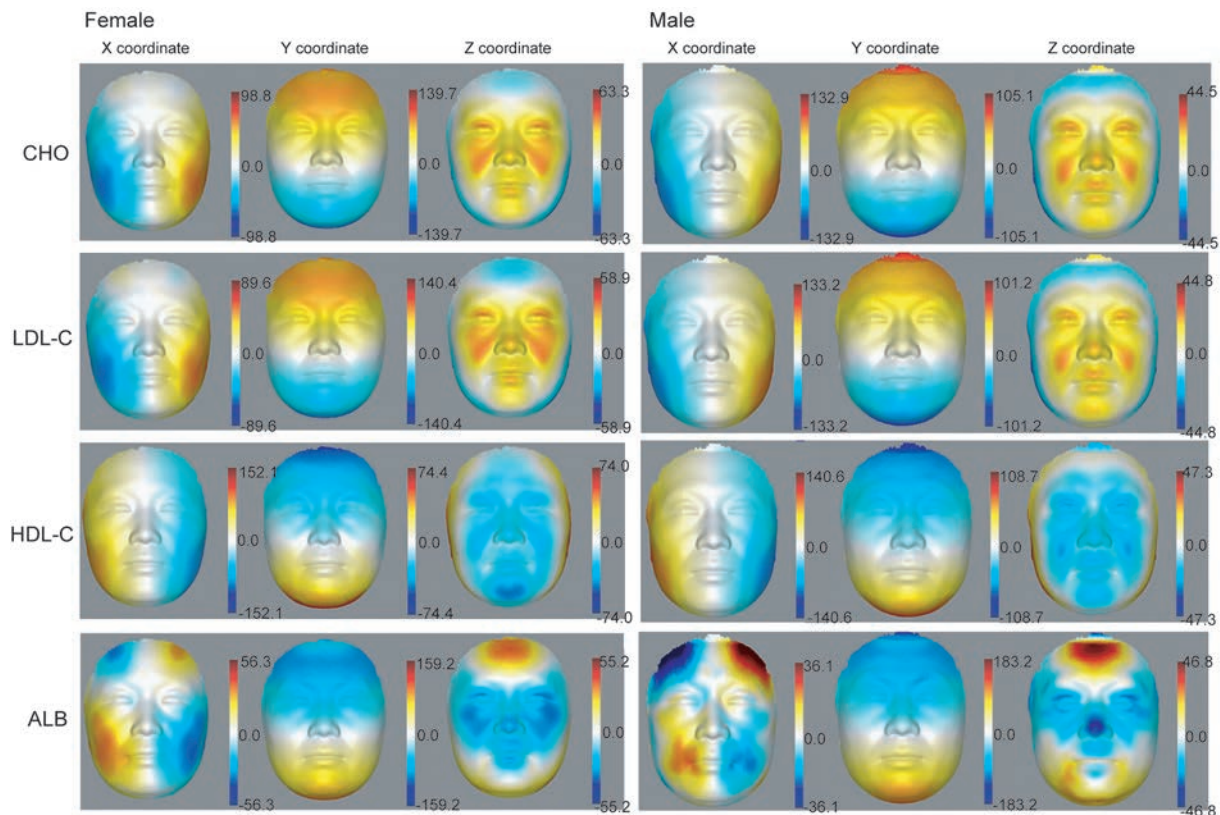 Female Male
X coordinate Y coordinate Z coordinate X coordinate Y coordinate Z coordinate
CHO
98.8 139.7 63.3 132.9 105.1 44.5
0.0 0.0 0.0 0.0 0.0 0.0
-98.8 -139.7 -63.3 -132.9 -105.1 -44.5
LDL-C
89.6 140.4 58.9 133.2 101.2 44.8
0.0 0.0 0.0 0.0 0.0 0.0
-89.6 -140.4 -58.9 -133.2 -101.2 -44.8
HDL-C
152.1 74.4 74.0 140.6 108.7 47.3
0.0 0.0 0.0 0.0 0.0 0.0
-152.1 -74.4 -74.0 -140.6 -108.7 -47.3
ALB
56.3 159.2 55.2 36.1 183.2 46.8
0.0 0.0 0.0 0.0 0.0 0.0
-56.3 -159.2 -55.2 -36.1 -183.2 -46.8